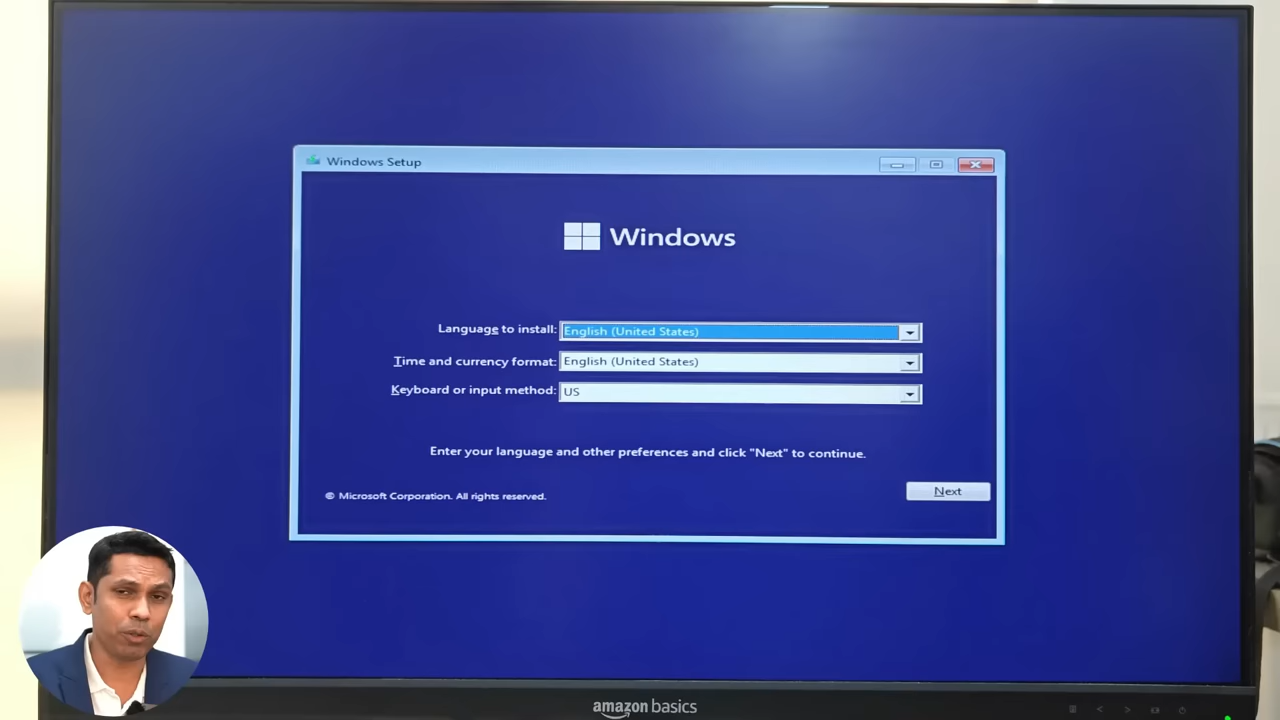 Windows Setup
Windows
Language to install: English (United States)
Time and currency format: English (United States)
Keyboard or input method: US
Enter your language and other preferences and click "Next" to continue.
© Microsoft Corporation. All rights reserved.
Next
amazon basics